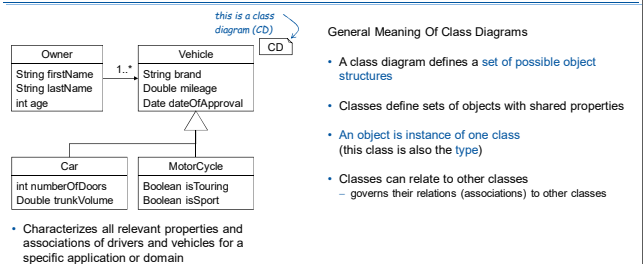 this is a class
diagram (CD)
CD
Owner
String firstName
String lastName
int age
1..*
Vehicle
String brand
Double mileage
Date dateOfApproval
Car
int numberOfDoors
Double trunkVolume
MotorCycle
Boolean isTouring
Boolean isSport
• Characterizes all relevant properties and
associations of drivers and vehicles for a
specific application or domain
General Meaning Of Class Diagrams
• A class diagram defines a set of possible object
structures
• Classes define sets of objects with shared properties
• An object is instance of one class
(this class is also the type)
• Classes can relate to other classes
– governs their relations (associations) to other classes